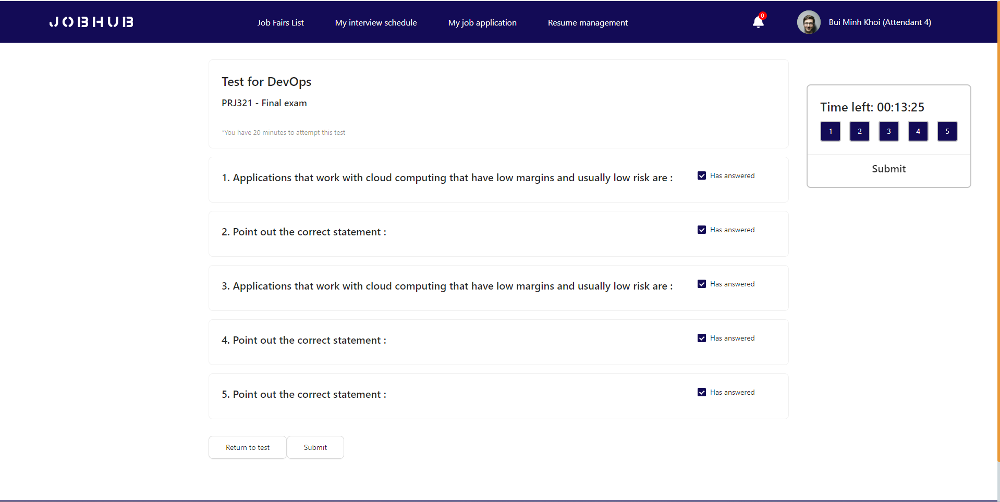 JOBHUB
Job Fairs List
My interview schedule
My job application
Resume management
0
Bui Minh Khoi (Attendant 4)
Test for DevOps
PRJ321 - Final exam
*You have 20 minutes to attempt this test
Time left: 00:13:25
1 2 3 4 5
Submit
1. Applications that work with cloud computing that have low margins and usually low risk are :
Has answered
2. Point out the correct statement :
Has answered
3. Applications that work with cloud computing that have low margins and usually low risk are :
Has answered
4. Point out the correct statement :
Has answered
5. Point out the correct statement :
Has answered
Return to test
Submit